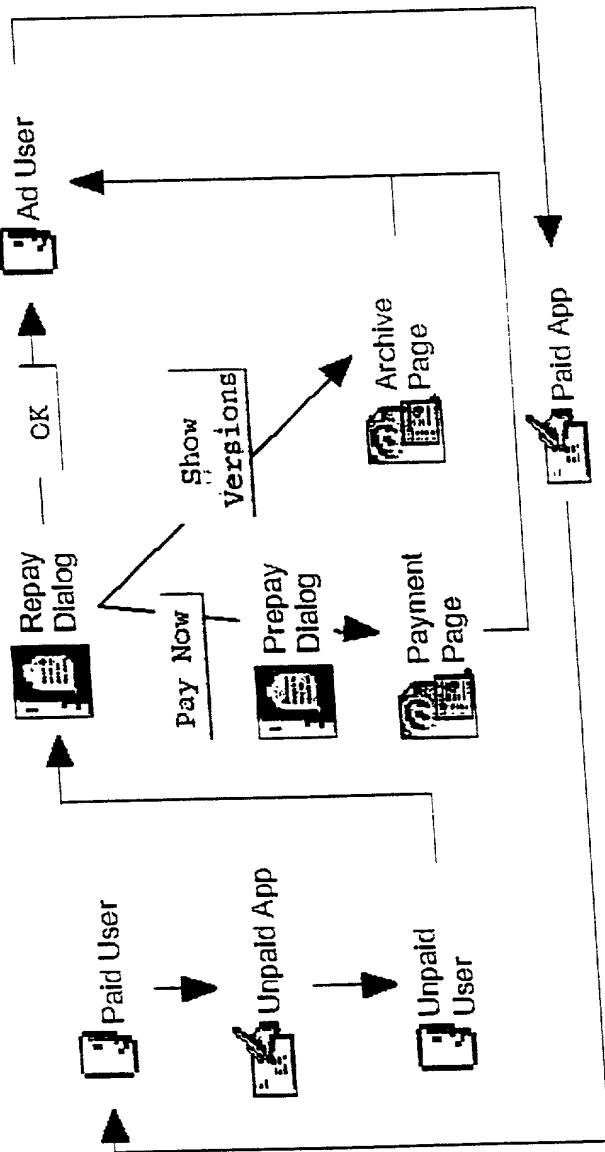 Paid User
Unpaid App
Unpaid
User
Repay
Dialog
OK
Ad User
Pay Now
Show
Versions
Prepay
Dialog
Payment
Page
Archive
Page
Paid App